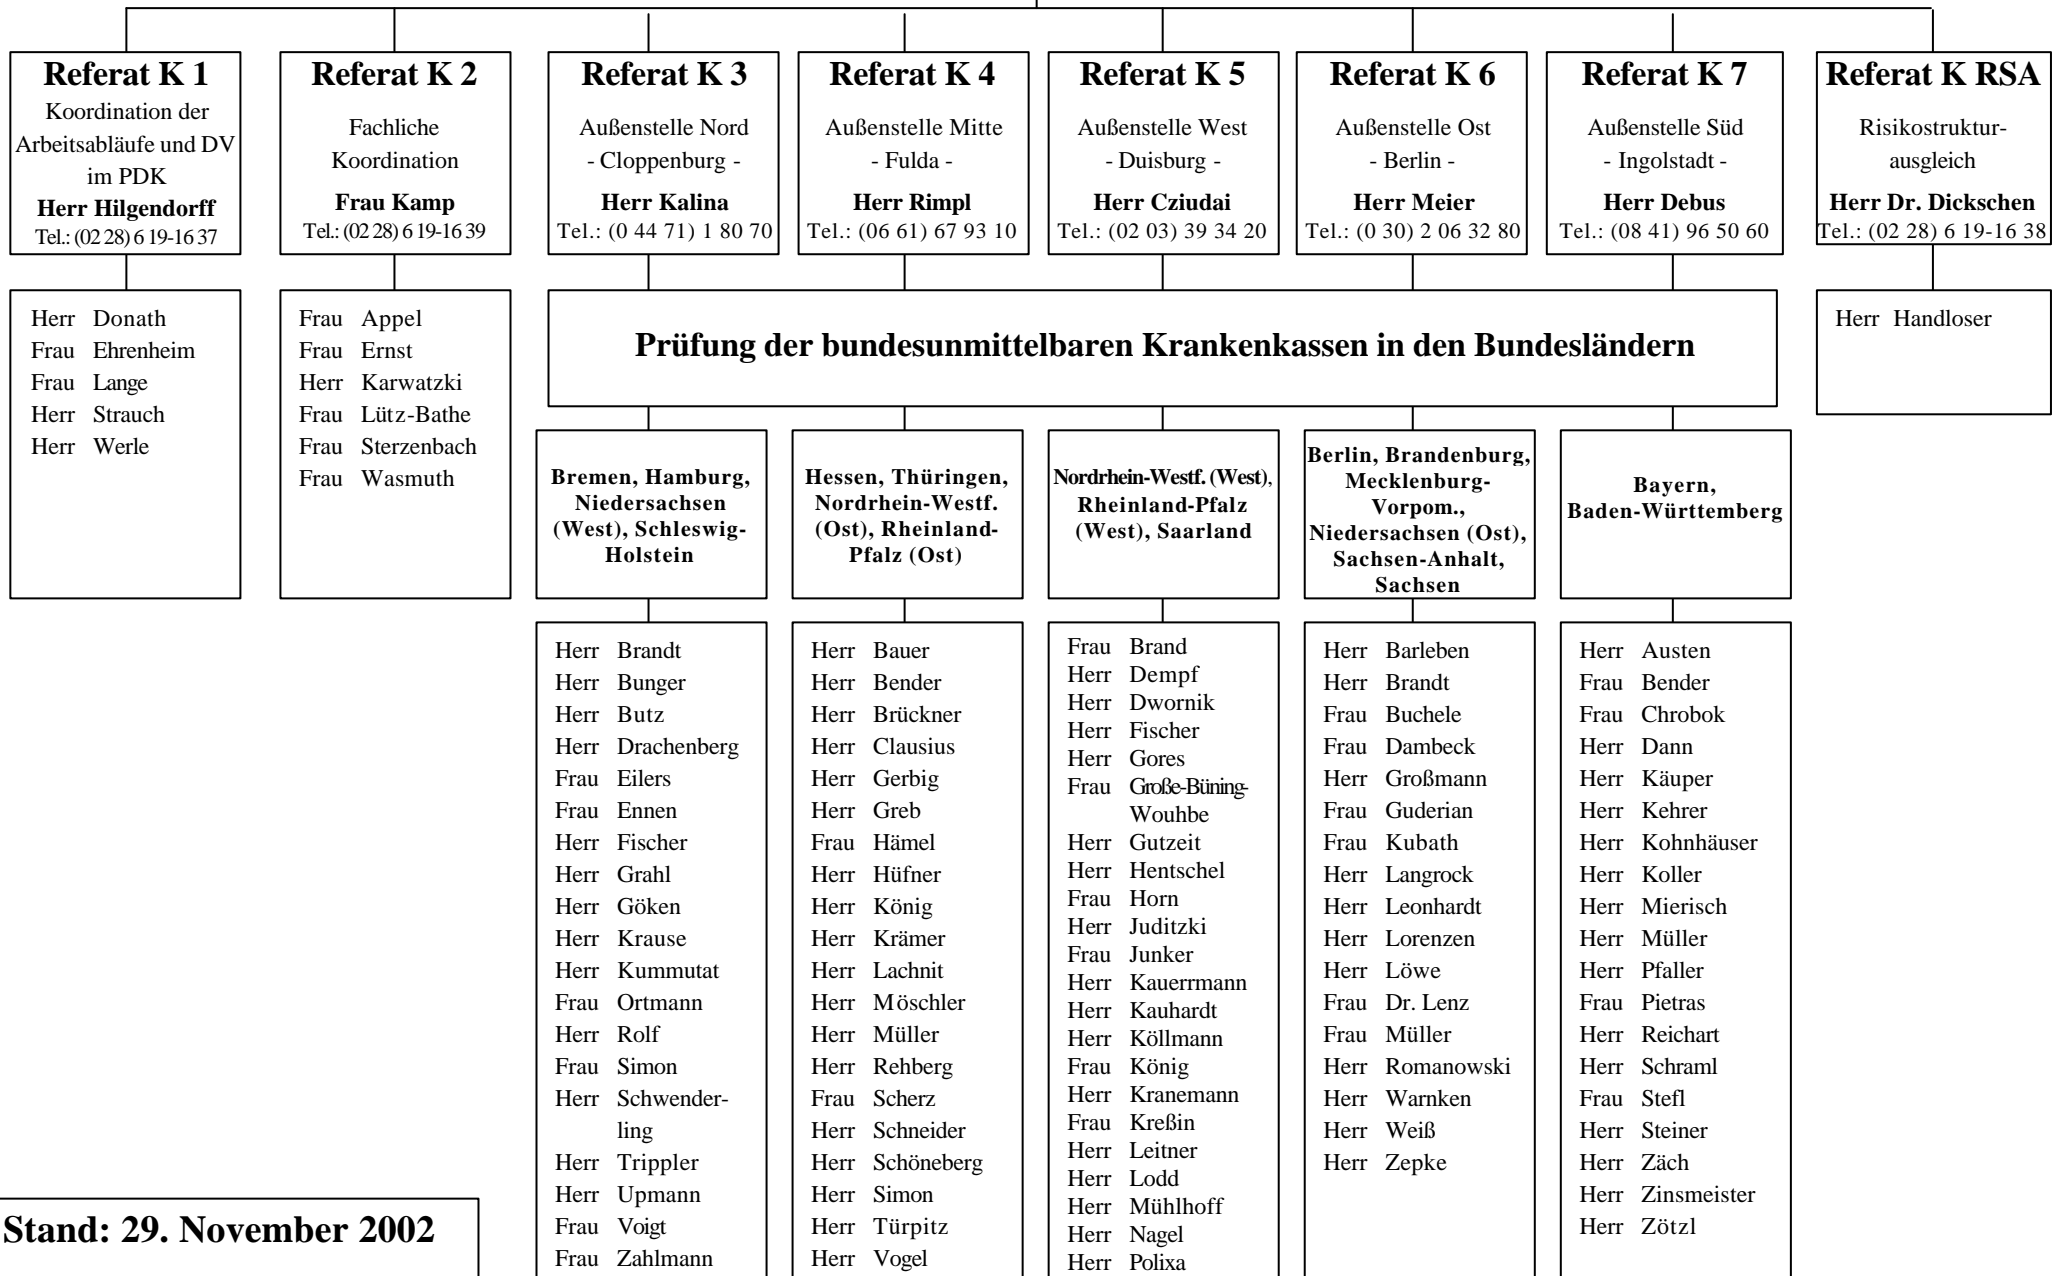 Referat K 1
Koordination der
Arbeitsabläufe und DV
im PDK
Herr Hilgendorff
Tel.: (02 28) 6 19-16 37
Referat K 2
Fachliche
Koordination
Frau Kamp
Tel.: (02 28) 6 19-16 39
Referat K 3
Außenstelle Nord
- Cloppenburg -
Herr Kalina
Tel.: (0 44 71) 1 80 70
Referat K 4
Außenstelle Mitte
- Fulda -
Herr Rimpl
Tel.: (06 61) 67 93 10
Referat K 5
Außenstelle West
- Duisburg -
Herr Cziudai
Tel.: (02 03) 39 34 20
Referat K 6
Außenstelle Ost
- Berlin -
Herr Meier
Tel.: (0 30) 2 06 32 80
Referat K 7
Außenstelle Süd
- Ingolstadt -
Herr Debus
Tel.: (08 41) 96 50 60
Referat K RSA
Risikostruktur-
ausgleich
Herr Dr. Dickschen
Tel.: (02 28) 6 19-16 38
Herr Donath
Frau Ehrenheim
Frau Lange
Herr Strauch
Herr Werle
Frau Appel
Frau Ernst
Herr Karwatzki
Frau Lütz-Bathe
Frau Sterzenbach
Frau Wasmuth
Prüfung der bundesunmittelbaren Krankenkassen in den Bundesländern
Herr Handloser
Bremen, Hamburg,
Niedersachsen
(West), Schleswig-
Holstein
Hessen, Thüringen,
Nordrhein-Westf.
(Ost), Rheinland-
Pfalz (Ost)
Nordrhein-Westf. (West),
Rheinland-Pfalz
(West), Saarland
Berlin, Brandenburg,
Mecklenburg-
Vorpom.,
Niedersachsen (Ost),
Sachsen-Anhalt,
Sachsen
Bayern,
Baden-Württemberg
Herr Brandt
Herr Bunger
Herr Butz
Herr Drachenberg
Frau Eilers
Frau Ennen
Herr Fischer
Herr Grahl
Herr Göken
Herr Krause
Herr Kummutat
Frau Ortmann
Herr Rolf
Frau Simon
Herr Schwender-
ling
Herr Trippler
Herr Upmann
Frau Voigt
Frau Zahlmann
Herr Bauer
Herr Bender
Herr Brückner
Herr Clausius
Herr Gerbig
Herr Greb
Frau Hämel
Herr Hüfner
Herr König
Herr Krämer
Herr Lachnit
Herr Möschler
Herr Müller
Herr Rehberg
Frau Scherz
Herr Schneider
Herr Schöneberg
Herr Simon
Herr Türpitz
Herr Vogel
Frau Brand
Herr Dempf
Herr Dwornik
Herr Fischer
Herr Gores
Frau Große-Büning-
Wouhbe
Herr Gutzeit
Herr Hentschel
Frau Horn
Herr Juditzki
Frau Junker
Herr Kauerrmann
Herr Kauhardt
Herr Köllmann
Frau König
Herr Kranemann
Frau Kreßin
Herr Leitner
Herr Lodd
Herr Mühlhoff
Herr Nagel
Herr Polixa
Herr Barleben
Herr Brandt
Frau Buchele
Frau Dambeck
Herr Großmann
Frau Guderian
Frau Kubath
Herr Langrock
Herr Leonhardt
Herr Lorenzen
Herr Löwe
Frau Dr. Lenz
Frau Müller
Herr Romanowski
Herr Warnken
Herr Weiß
Herr Zepke
Herr Austen
Frau Bender
Frau Chrobok
Herr Dann
Herr Käuper
Herr Kehrer
Herr Kohnhäuser
Herr Koller
Herr Mierisch
Herr Müller
Herr Pfaller
Frau Pietras
Herr Reichart
Herr Schraml
Frau Stefl
Herr Steiner
Herr Zäch
Herr Zinsmeister
Herr Zötzl
Stand: 29. November 2002